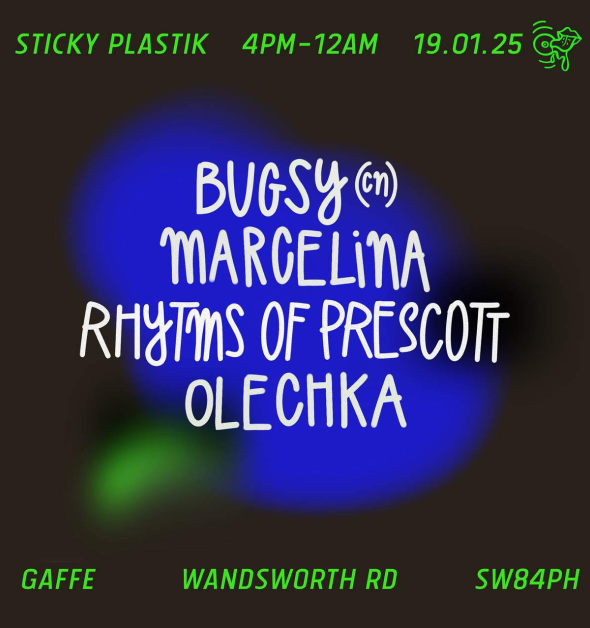 STICKY PLASTIK 4PM-12AM 19.01.25
BUGSY (cn)
MARCELiNA
RHYTMS OF PRESCOTT
OLECHKA
GAFFE WANDSWORTH RD SW84PH